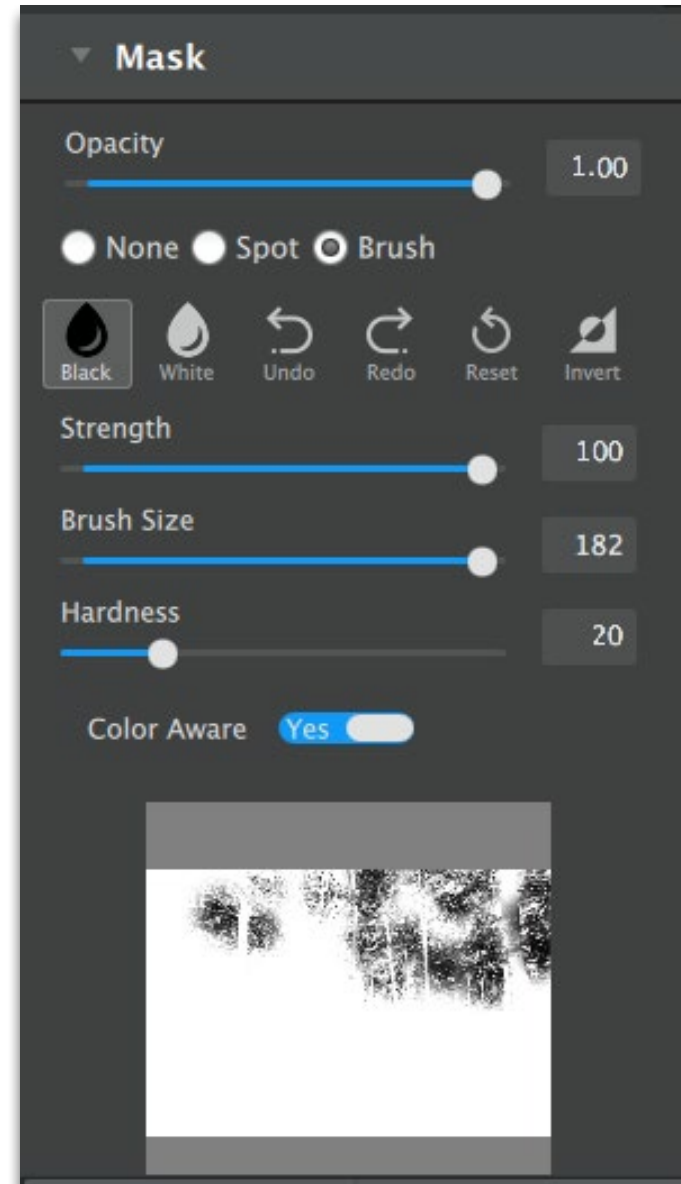 Mask
Opacity
1.00
None Spot Brush
Black White Undo Redo Reset Invert
Strength
100
Brush Size
182
Hardness
20
Color Aware Yes